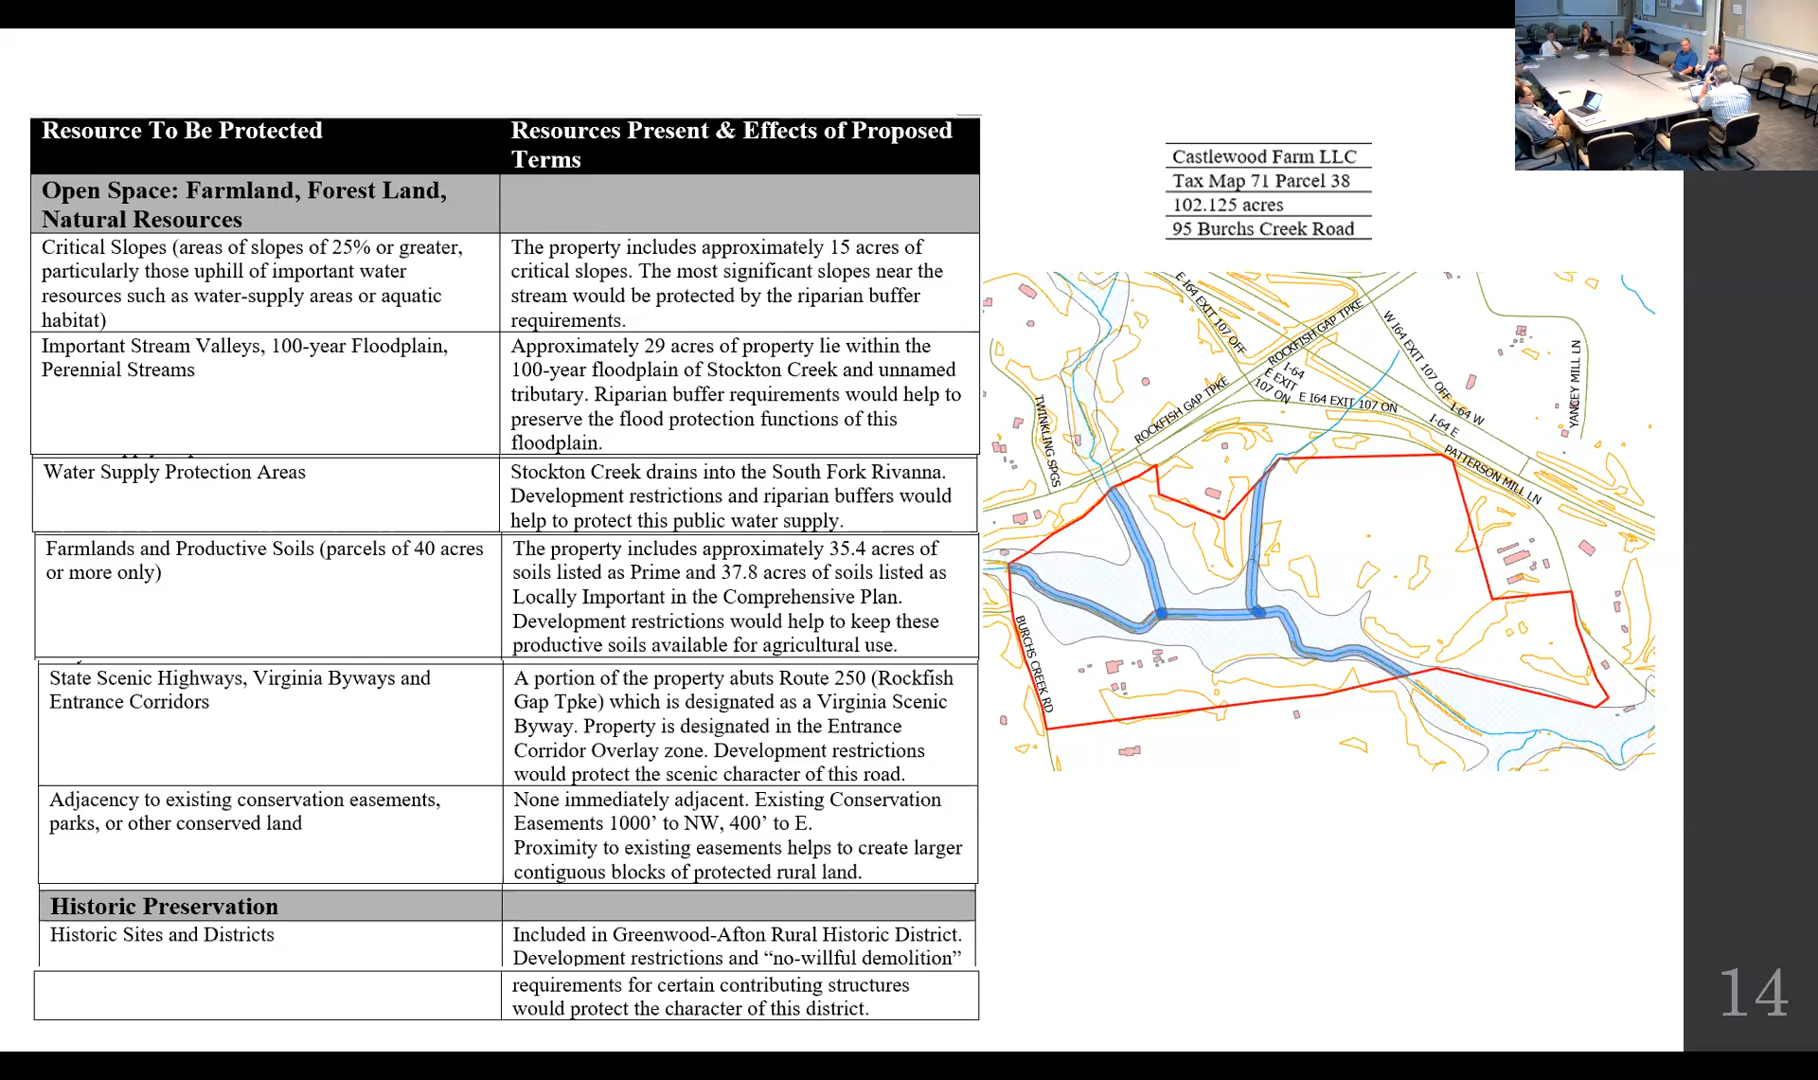 Resource To Be Protected
Resources Present & Effects of Proposed
Terms
Open Space: Farmland, Forest Land,
Natural Resources
Critical Slopes (areas of slopes of 25% or greater,
particularly those uphill of important water
resources such as water-supply areas or aquatic
habitat)
The property includes approximately 15 acres of
critical slopes. The most significant slopes near the
stream would be protected by the riparian buffer
requirements.
Important Stream Valleys, 100-year Floodplain,
Perennial Streams
Approximately 29 acres of property lie within the
100-year floodplain of Stockton Creek and unnamed
tributary. Riparian buffer requirements would help to
preserve the flood protection functions of this
floodplain.
Water Supply Protection Areas
Stockton Creek drains into the South Fork Rivanna.
Development restrictions and riparian buffers would
help to protect this public water supply.
Farmlands and Productive Soils (parcels of 40 acres
or more only)
The property includes approximately 35.4 acres of
soils listed as Prime and 37.8 acres of soils listed as
Locally Important in the Comprehensive Plan.
Development restrictions would help to keep these
productive soils available for agricultural use.
State Scenic Highways, Virginia Byways and
Entrance Corridors
A portion of the property abuts Route 250 (Rockfish
Gap Tpke) which is designated as a Virginia Scenic
Byway. Property is designated in the Entrance
Corridor Overlay zone. Development restrictions
would protect the scenic character of this road.
Adjacency to existing conservation easements,
parks, or other conserved land
None immediately adjacent. Existing Conservation
Easements 1000’ to NW, 400’ to E.
Proximity to existing easements helps to create larger
contiguous blocks of protected rural land.
Historic Preservation
Historic Sites and Districts
Included in Greenwood-Afton Rural Historic District.
Development restrictions and “no-willful demolition”
requirements for certain contributing structures
would protect the character of this district.
Castlewood Farm LLC
Tax Map 71 Parcel 38
102.125 acres
95 Burchs Creek Road
E I64 EXIT 107 OFF
ROCKFISH GAP TPKE
W I64 EXIT 107 OFF
I-64 W
I-64
E EXIT
107 ON
E I64 EXIT 107 ON
I-64 E
ROCKFISH GAP TPKE
YANCEY MILL LN
TWINKLING SPGS
PATTERSON MILL LN
BURCHS CREEK RD
14